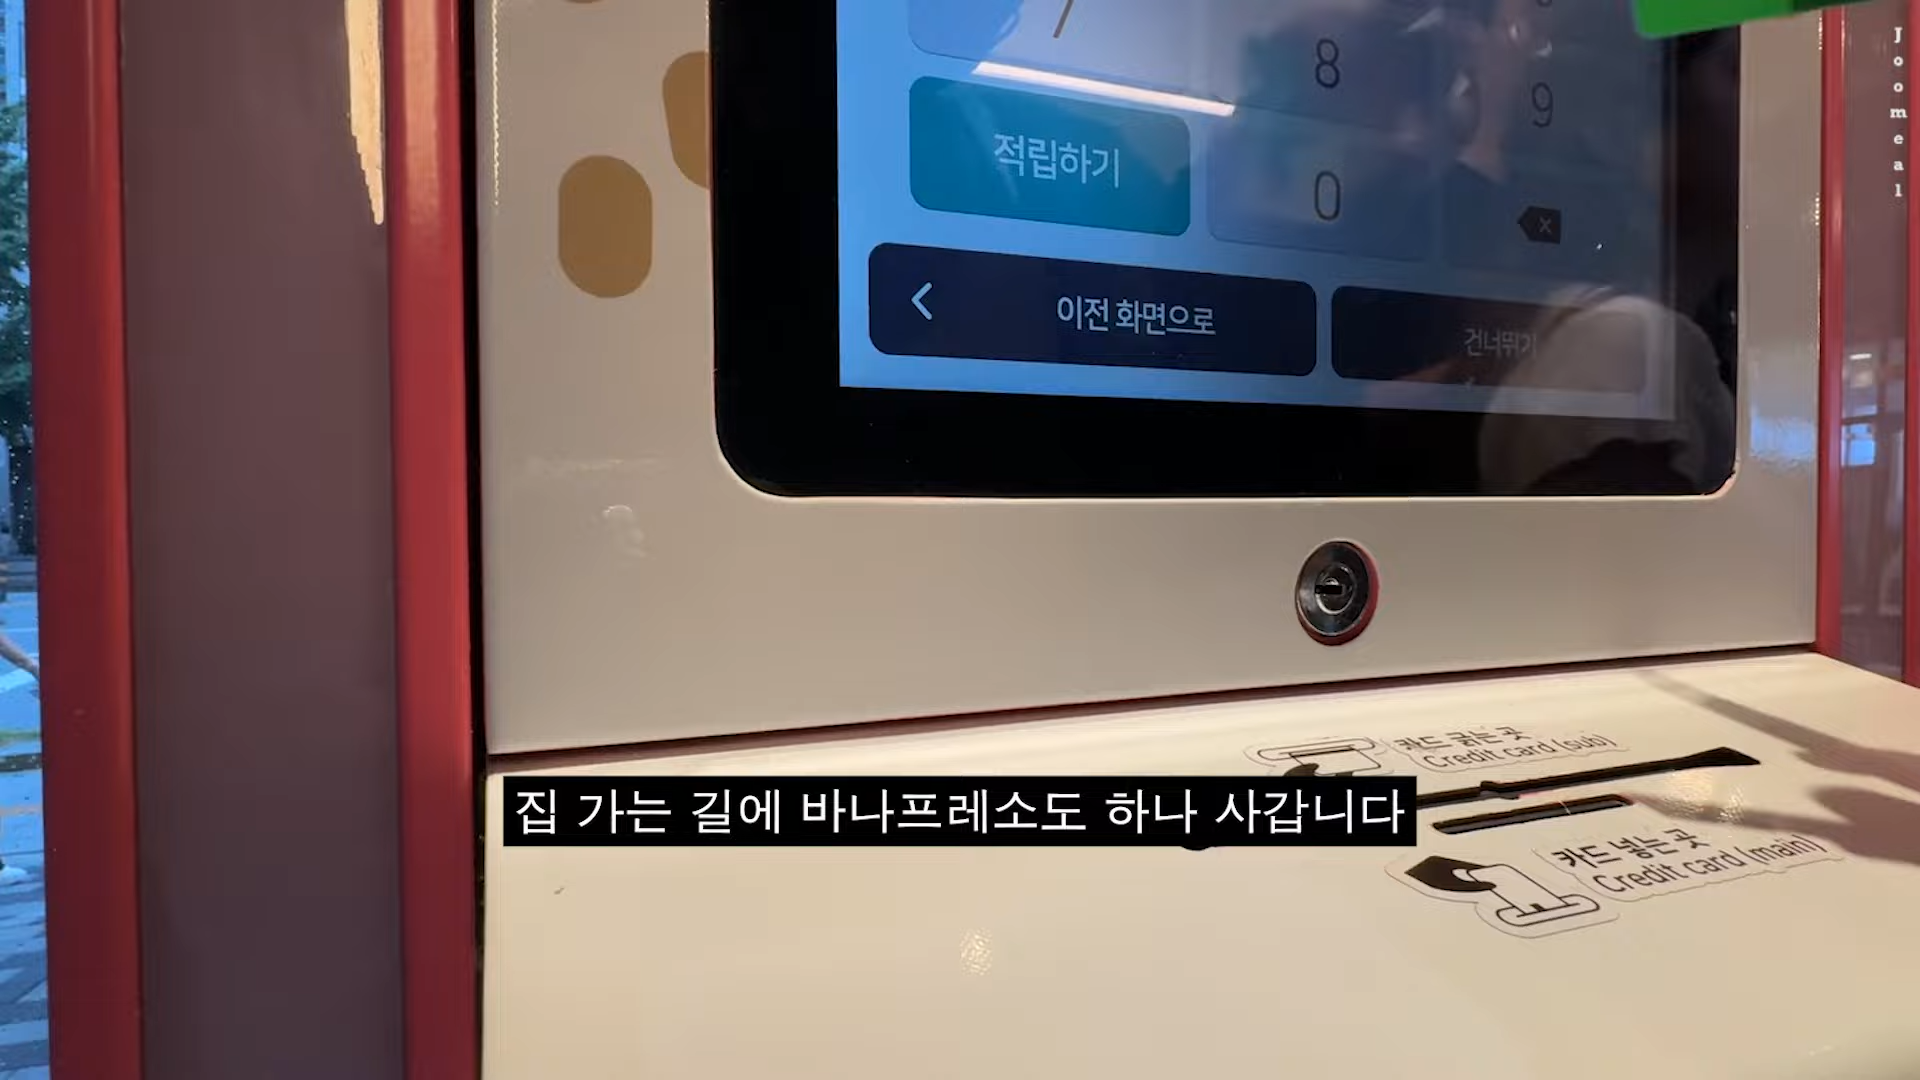 7
8
9
적립하기
0
이전 화면으로
건너뛰기
카드 긁는 곳
Credit card (sub)
카드 넣는 곳
Credit card (main)
집 가는 길에 바나프레소도 하나 사갑니다
Joomeal